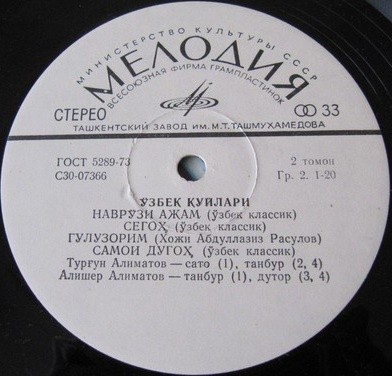 МИНИСТЕРСТВО КУЛЬТУРЫ СССР
МЕЛОДИЯ
ВСЕСОЮЗНАЯ ФИРМА ГРАМПЛАСТИНОК
СТЕРЕО
33
ТАШКЕНТСКИЙ ЗАВОД ИМ. М.Т. ТАШМУХАМЕДОВА
ГОСТ 5289-73
2 томон
С30-07366
Гр. 2. 1-20
ЎЗБЕК ҚУЙЛАРИ
НАВРУЗИ АЖАМ (ўзбек классик)
СЕГОҲ (ўзбек классик)
ГУЛУЗОРИМ (Хожи Абдуллазиз Расулов)
САМОИ ДУГОҲ (ўзбек классик)
Турғун Алиматов — сато (1), танбур (2, 4)
Алишер Алиматов — танбур (1), дутор (3, 4)